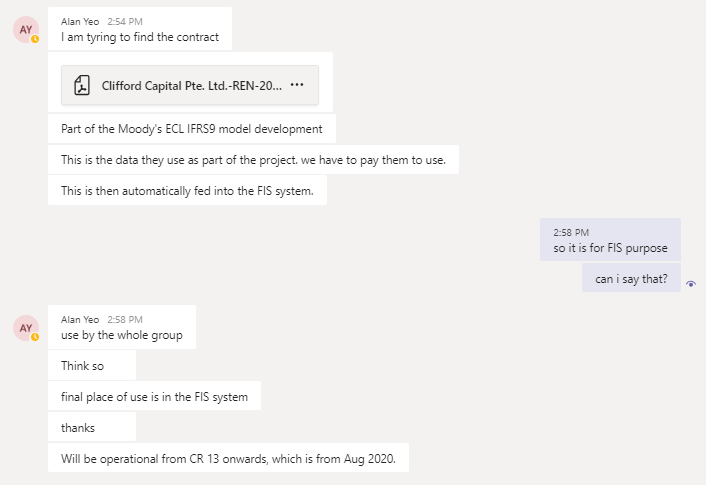 AY
Alan Yeo 2:54 PM
I am tyring to find the contract
Clifford Capital Pte. Ltd.-REN-20... ...
Part of the Moody's ECL IFRS9 model development
This is the data they use as part of the project. we have to pay them to use.
This is then automatically fed into the FIS system.
2:58 PM
so it is for FIS purpose
can i say that?
AY
Alan Yeo 2:58 PM
use by the whole group
Think so
final place of use is in the FIS system
thanks
Will be operational from CR 13 onwards, which is from Aug 2020.